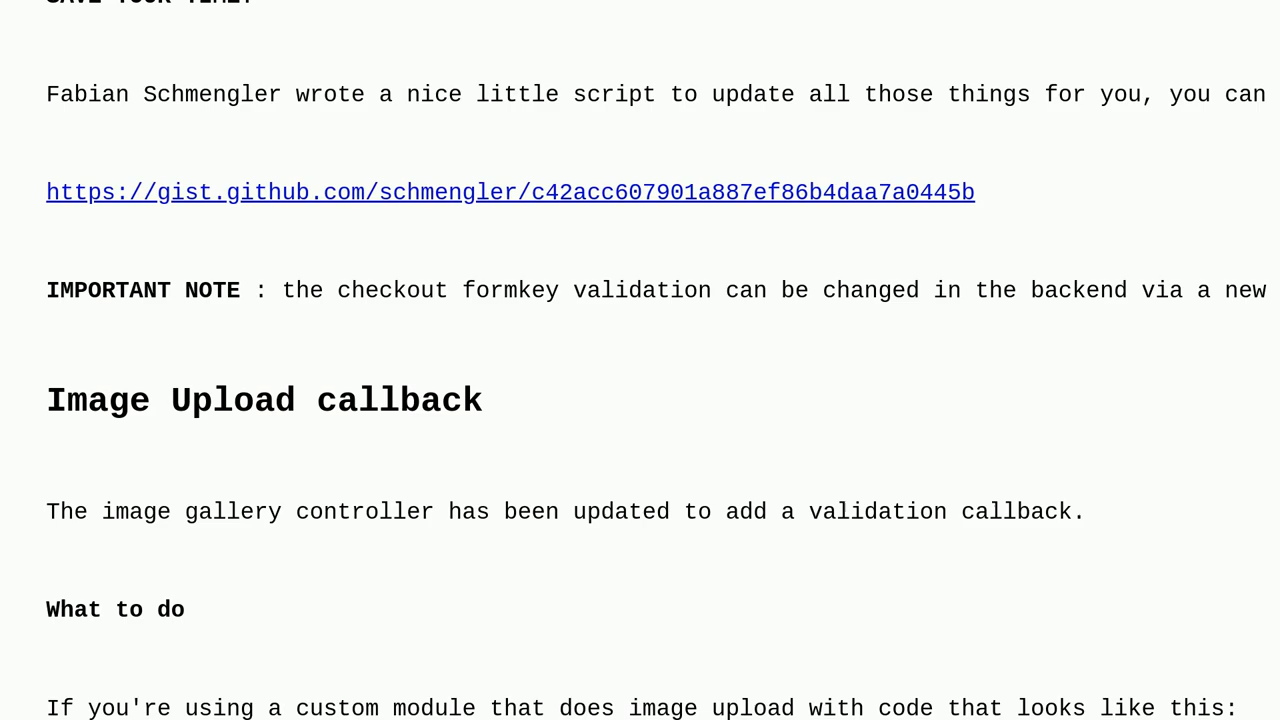 SAVE YOUR TIME!
Fabian Schmengler wrote a nice little script to update all those things for you, you can
https://gist.github.com/schmengler/c42acc607901a887ef86b4daa7a0445b
IMPORTANT NOTE : the checkout formkey validation can be changed in the backend via a new
Image Upload callback
The image gallery controller has been updated to add a validation callback.
What to do
If you're using a custom module that does image upload with code that looks like this: